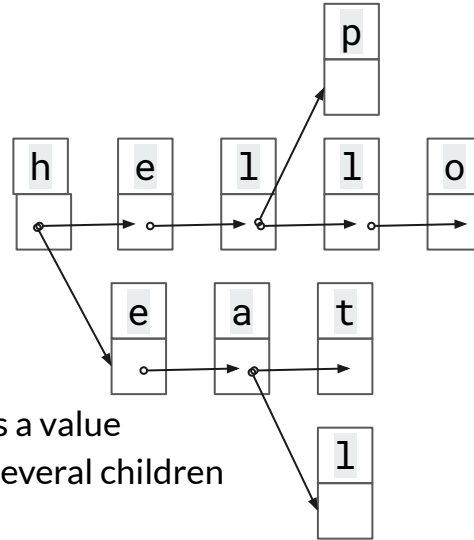 p
h e l l o
e a t
s a value
l
everal children